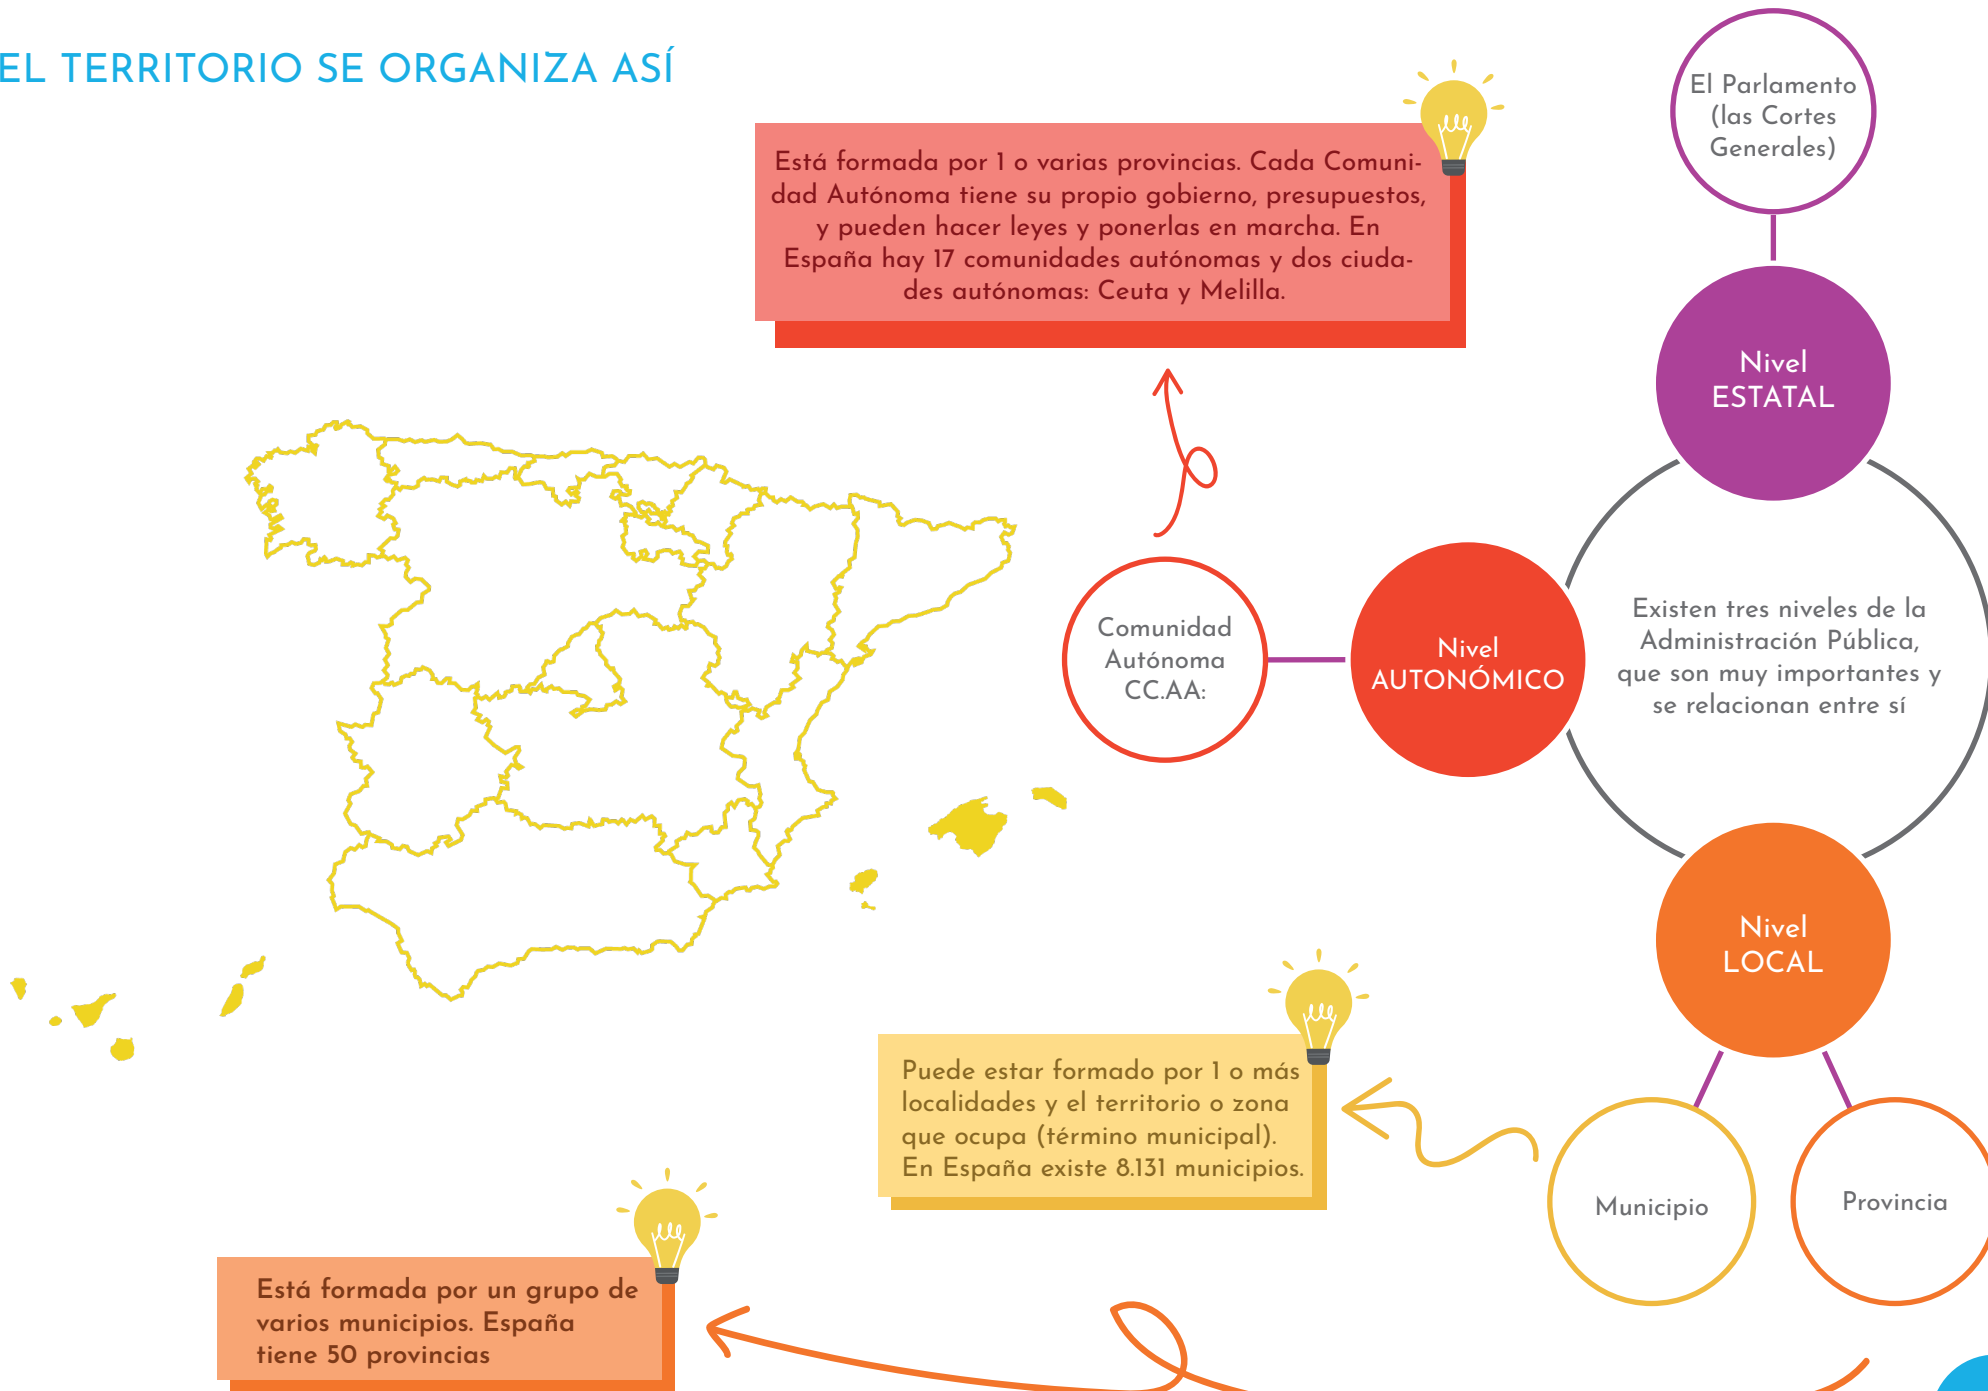 EL TERRITORIO SE ORGANIZA ASÍ
El Parlamento
(las Cortes
Generales)
Está formada por 1 o varias provincias. Cada Comuni-
dad Autónoma tiene su propio gobierno, presupuestos,
y pueden hacer leyes y ponerlas en marcha. En
España hay 17 comunidades autónomas y dos ciuda-
des autónomas: Ceuta y Melilla.
Nivel
ESTATAL
Comunidad
Autónoma
CC.AA:
Nivel
AUTONÓMICO
Existen tres niveles de la
Administración Pública,
que son muy importantes y
se relacionan entre sí
Nivel
LOCAL
Puede estar formado por 1 o más
localidades y el territorio o zona
que ocupa (término municipal).
En España existe 8.131 municipios.
Municipio
Provincia
Está formada por un grupo de
varios municipios. España
tiene 50 provincias